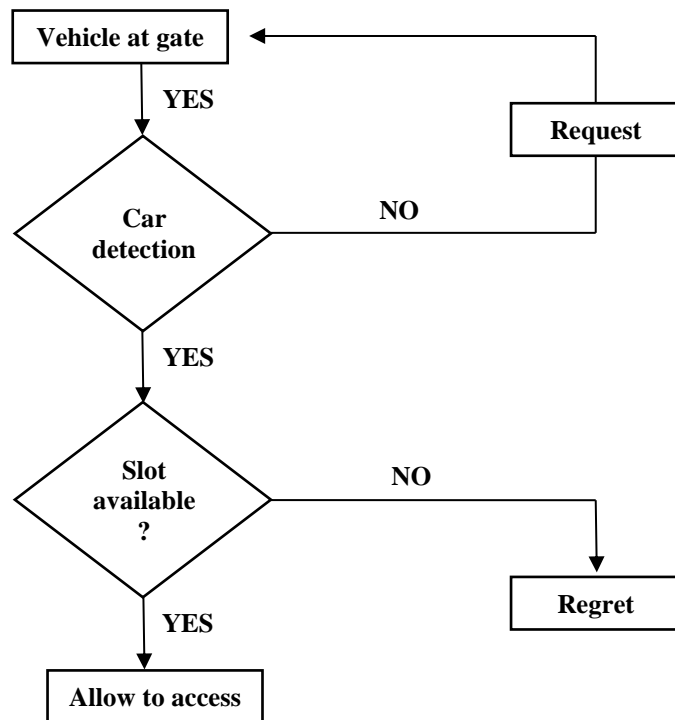 Vehicle at gate
YES
Request
Car
detection
NO
YES
Slot
available
?
NO
Regret
YES
Allow to access